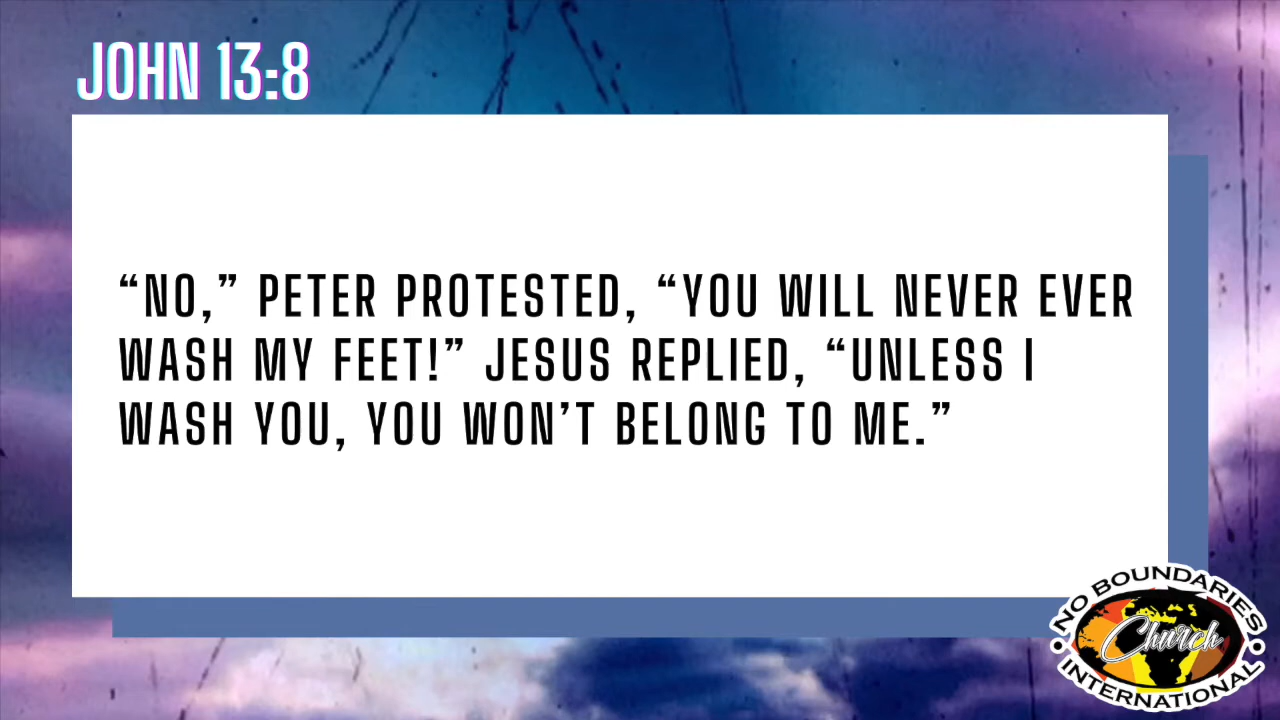 JOHN 13:8
“NO,” PETER PROTESTED, “YOU WILL NEVER EVER
WASH MY FEET!” JESUS REPLIED, “UNLESS I
WASH YOU, YOU WON’T BELONG TO ME.”
NO BOUNDARIES
Church
INTERNATIONAL